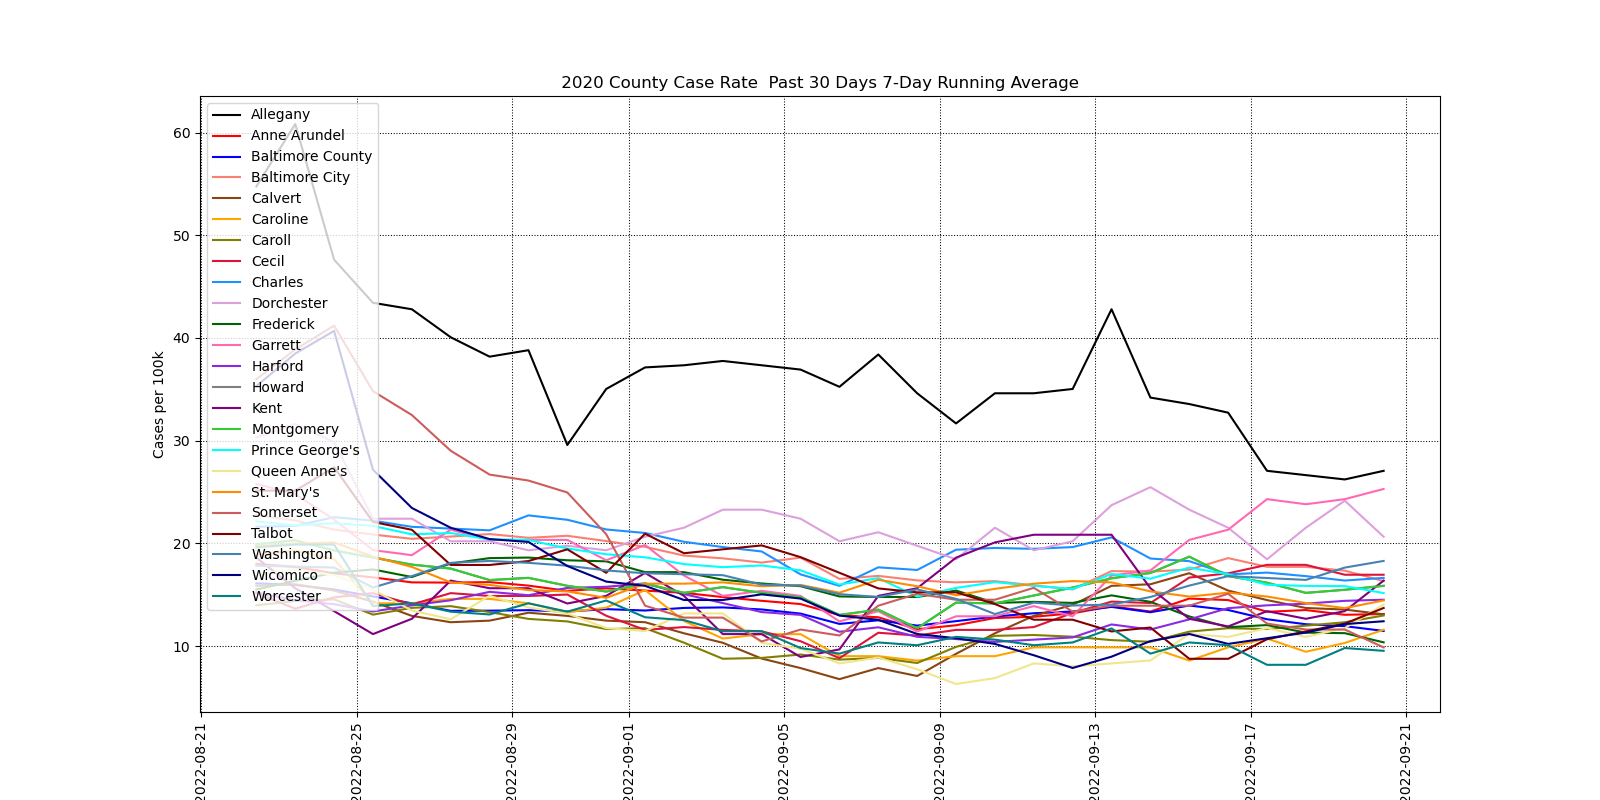 2020 County Case Rate  Past 30 Days 7-Day Running Average
Cases per 100k
60
50
40
30
20
10
Allegany
Anne Arundel
Baltimore County
Baltimore City
Calvert
Caroline
Caroll
Cecil
Charles
Dorchester
Frederick
Garrett
Harford
Howard
Kent
Montgomery
Prince George's
Queen Anne's
St. Mary's
Somerset
Talbot
Washington
Wicomico
Worcester
2022-08-21
2022-08-25
2022-08-29
2022-09-01
2022-09-05
2022-09-09
2022-09-13
2022-09-17
2022-09-21